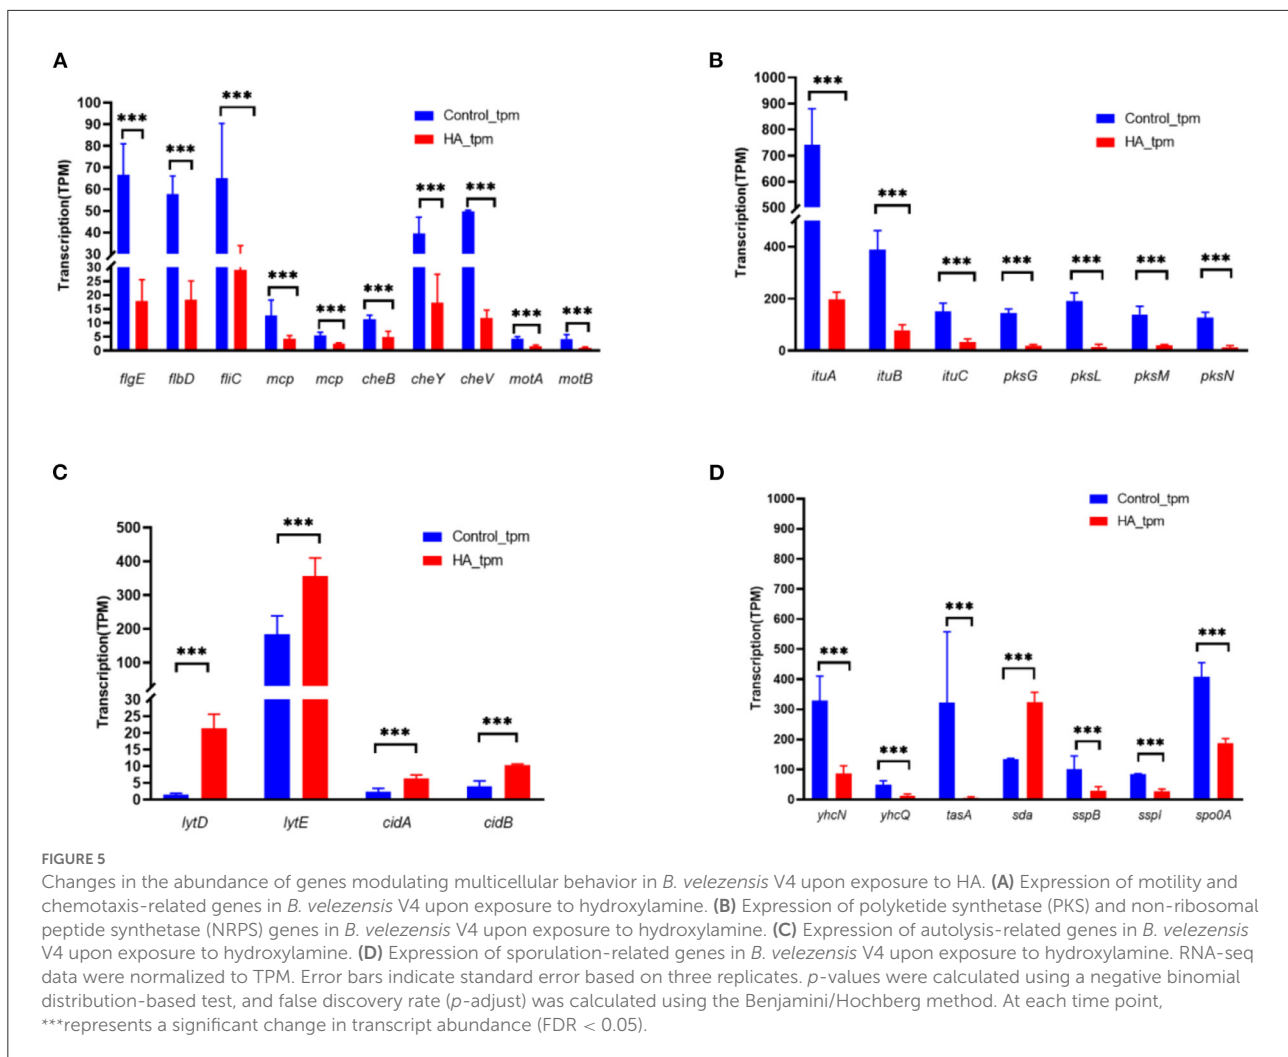 A
***
***
***
***
***
***
***
***
***
***
Control_tpm
HA_tpm
Transcription(TPM)
100
90
80
70
60
50
40
30
30
25
20
15
10
5
0
flgE flbD fliC mcp mcp cheB cheY cheV motA motB
B
***
***
***
***
***
***
***
Control_tpm
HA_tpm
Transcription(TPM)
1000
900
800
700
600
500
400
200
0
ituA ituB ituC pksG pksL pksM pksN
C
***
***
***
***
Control_tpm
HA_tpm
Transcription(TPM)
500
400
300
200
100
30
25
20
15
10
5
0
lytD lytE cidA cidB
D
***
***
***
***
***
***
***
Control_tpm
HA_tpm
Transcription(TPM)
1000
900
800
700
600
500
400
300
200
100
0
yhcN yhcQ tasA sda sspB sspI spo0A
FIGURE 5
Changes in the abundance of genes modulating multicellular behavior in B. velezensis V4 upon exposure to HA. (A) Expression of motility and
chemotaxis-related genes in B. velezensis V4 upon exposure to hydroxylamine. (B) Expression of polyketide synthetase (PKS) and non-ribosomal
peptide synthetase (NRPS) genes in B. velezensis V4 upon exposure to hydroxylamine. (C) Expression of autolysis-related genes in B. velezensis
V4 upon exposure to hydroxylamine. (D) Expression of sporulation-related genes in B. velezensis V4 upon exposure to hydroxylamine. RNA-seq
data were normalized to TPM. Error bars indicate standard error based on three replicates. p-values were calculated using a negative binomial
distribution-based test, and false discovery rate (p-adjust) was calculated using the Benjamini/Hochberg method. At each time point,
***represents a significant change in transcript abundance (FDR < 0.05).